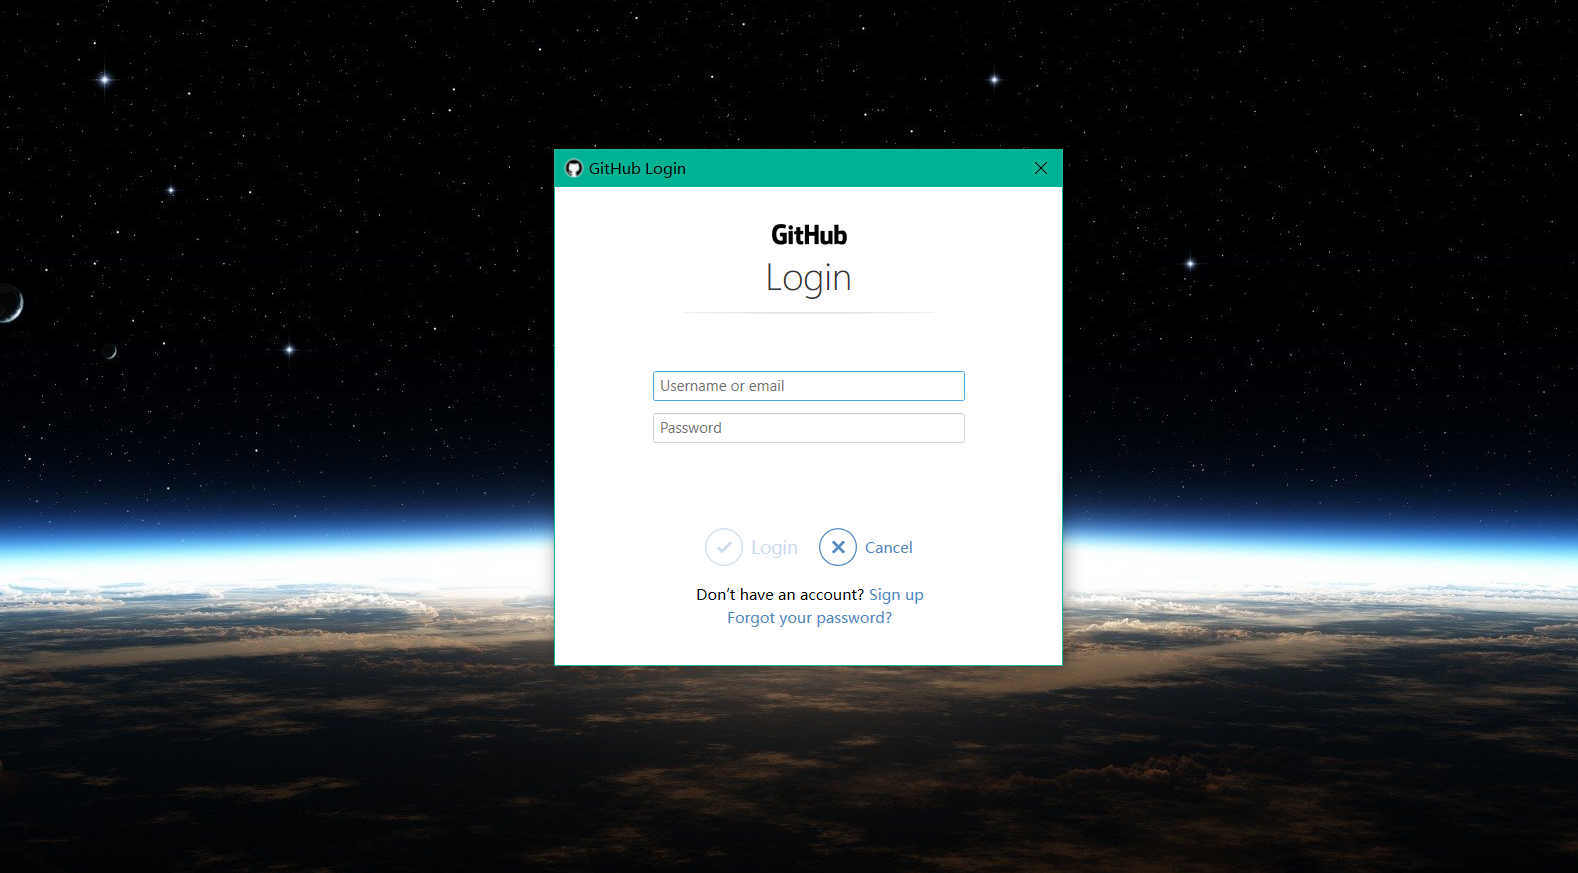 GitHub Login
GitHub
Login
Username or email
Password
Login Cancel
Don’t have an account? Sign up
Forgot your password?